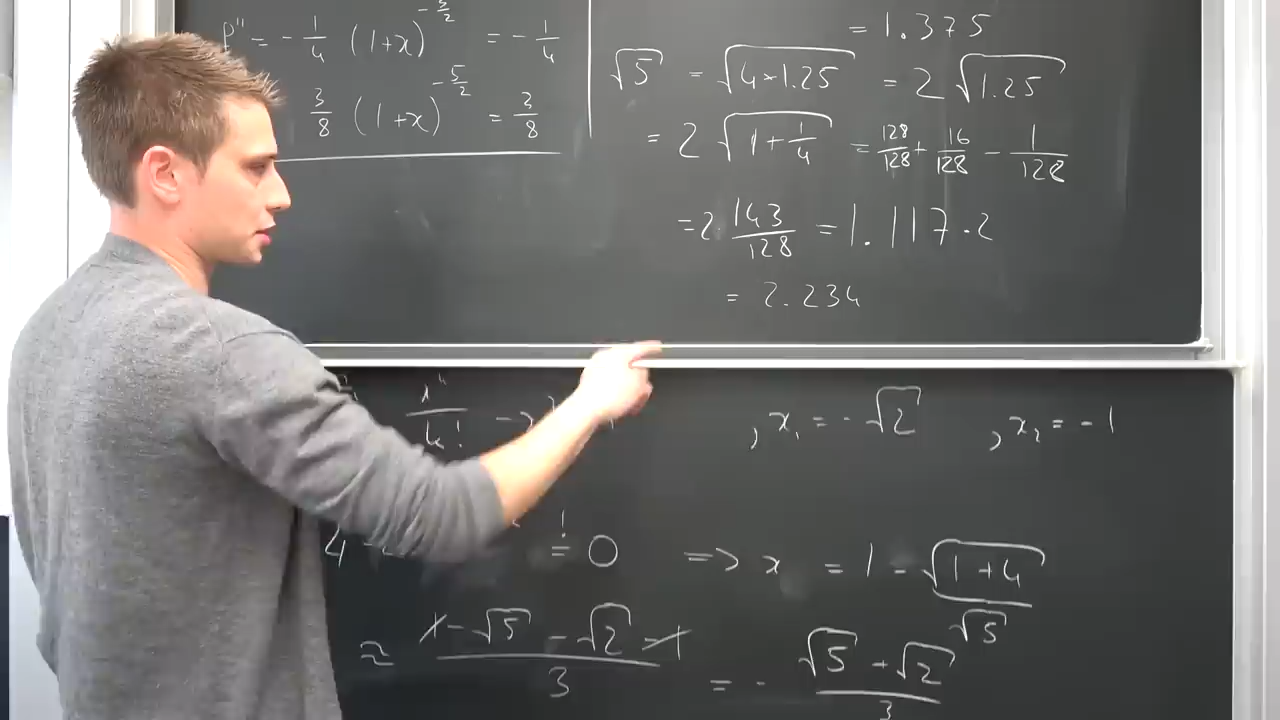 P'' = -1/4 (1+x)^(-3/2) = -1/4
3/8 (1+x)^(-5/2) = 3/8
= 1.375
√5 = √(4*1.25) = 2 √1.25
= 2 √(1+1/4) = 128/128 + 16/128 - 1/128
= 2·143/128 = 1.117·2
= 2.234
, x₁ = -√2 , x₂ = -1
! = 0 => x = 1 - √(1+4)
√5
≈ (1 - √5 - √2 - 1)/3 = - (√5 + √2)/3